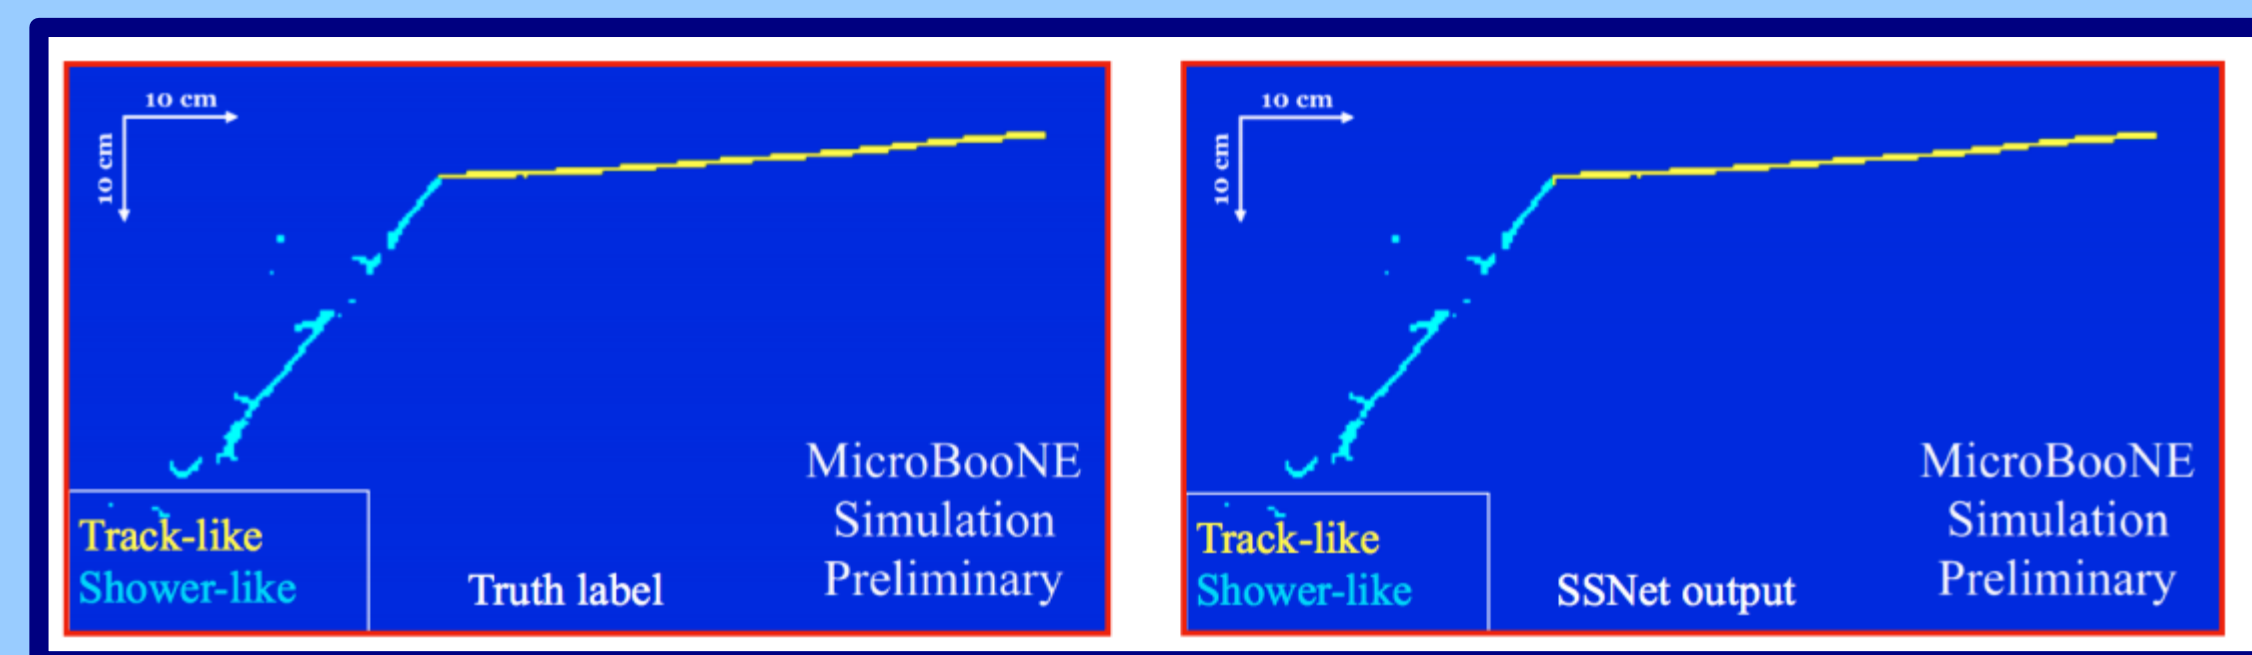 10 cm
10 cm
MicroBooNE
Simulation
Preliminary
Track-like
Shower-like
Truth label
10 cm
10 cm
MicroBooNE
Simulation
Preliminary
Track-like
Shower-like
SSNet output